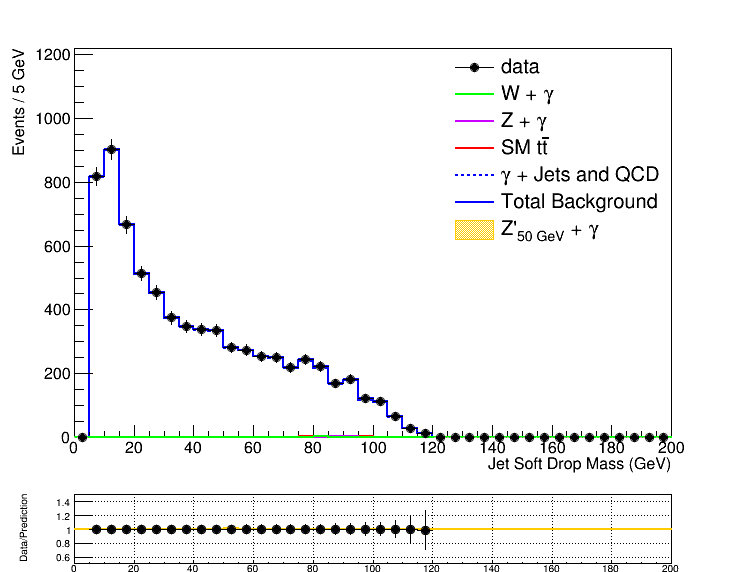 Events / 5 GeV
1200
1000
800
600
400
200
0
data
W + γ
Z + γ
SM tt̄
γ + Jets and QCD
Total Background
Z'50 GeV + γ
0 20 40 60 80 100 120 140 160 180 200
Jet Soft Drop Mass (GeV)
Data/Prediction
1.4
1.2
1
0.8
0.6
0 20 40 60 80 100 120 140 160 180 200